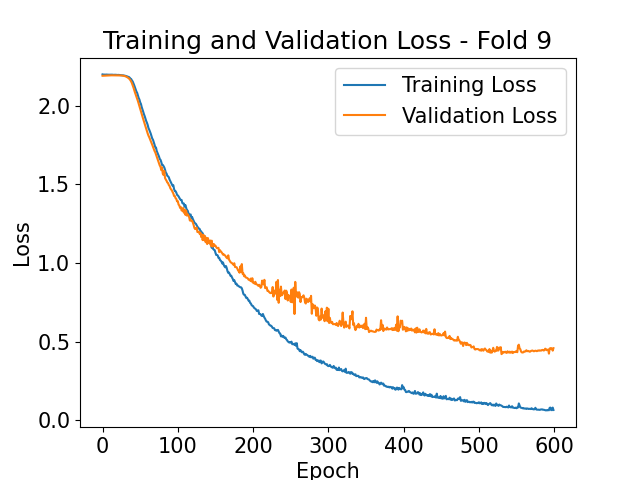 Training and Validation Loss - Fold 9
Training Loss
Validation Loss
Loss
2.0
1.5
1.0
0.5
0.0
0 100 200 300 400 500 600
Epoch